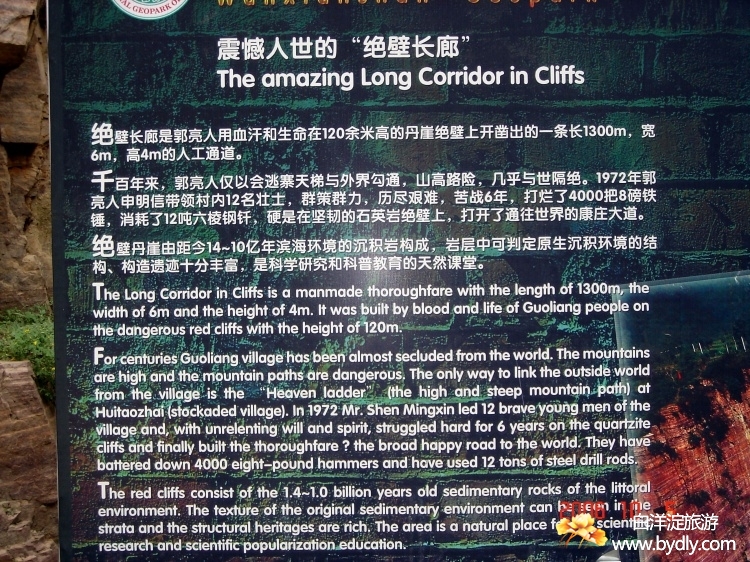 Wanxianshan Geopark
震憾人世的“绝壁长廊”
The amazing Long Corridor in Cliffs
绝壁长廊是郭亮人用血汗和生命在120余米高的丹崖绝壁上开凿出的一条长1300m，宽
6m，高4m的人工通道。
千百年来，郭亮人仅以会逃寨天梯与外界勾通，山高路险，几乎与世隔绝。1972年郭
亮人申明信带领村内12名壮士，群策群力，历尽艰难，苦战6年，打烂了4000把8磅铁
锤，消耗了12吨六棱钢钎，硬是在坚韧的石英岩绝壁上，打开了通往世界的康庄大道。
绝壁丹崖由距今14~10亿年滨海环境的沉积岩构成，岩层中可判定原生沉积环境的结
构、构造遗迹十分丰富，是科学研究和科普教育的天然课堂。
The Long Corridor in Cliffs is a manmade thoroughfare with the length of 1300m, the
width of 6m and the height of 4m. It was built by blood and life of Guoliang people on
the dangerous red cliffs with the height of 120m.
For centuries Guoliang village has been almost secluded from the world. The mountains
are high and the mountain paths are dangerous. The only way to link the outside world
from the village is the "Heaven ladder" (the high and steep mountain path) at
Huitaozhai (stockaded village). In 1972 Mr. Shen Mingxin led 12 brave young men of the
village and, with unrelenting will and spirit, struggled hard for 6 years on the quartzite
cliffs and finally built the thoroughfare ? the broad happy road to the world. They have
battered down 4000 eight-pound hammers and have used 12 tons of steel drill rods.
The red cliffs consist of the 1.4~1.0 billion years old sedimentary rocks of the littoral
environment. The texture of the original sedimentary environment can in the
strata and the structural heritages are rich. The area is a natural place scientific
research and scientific popularization education.
白洋淀旅游
www.bydly.com